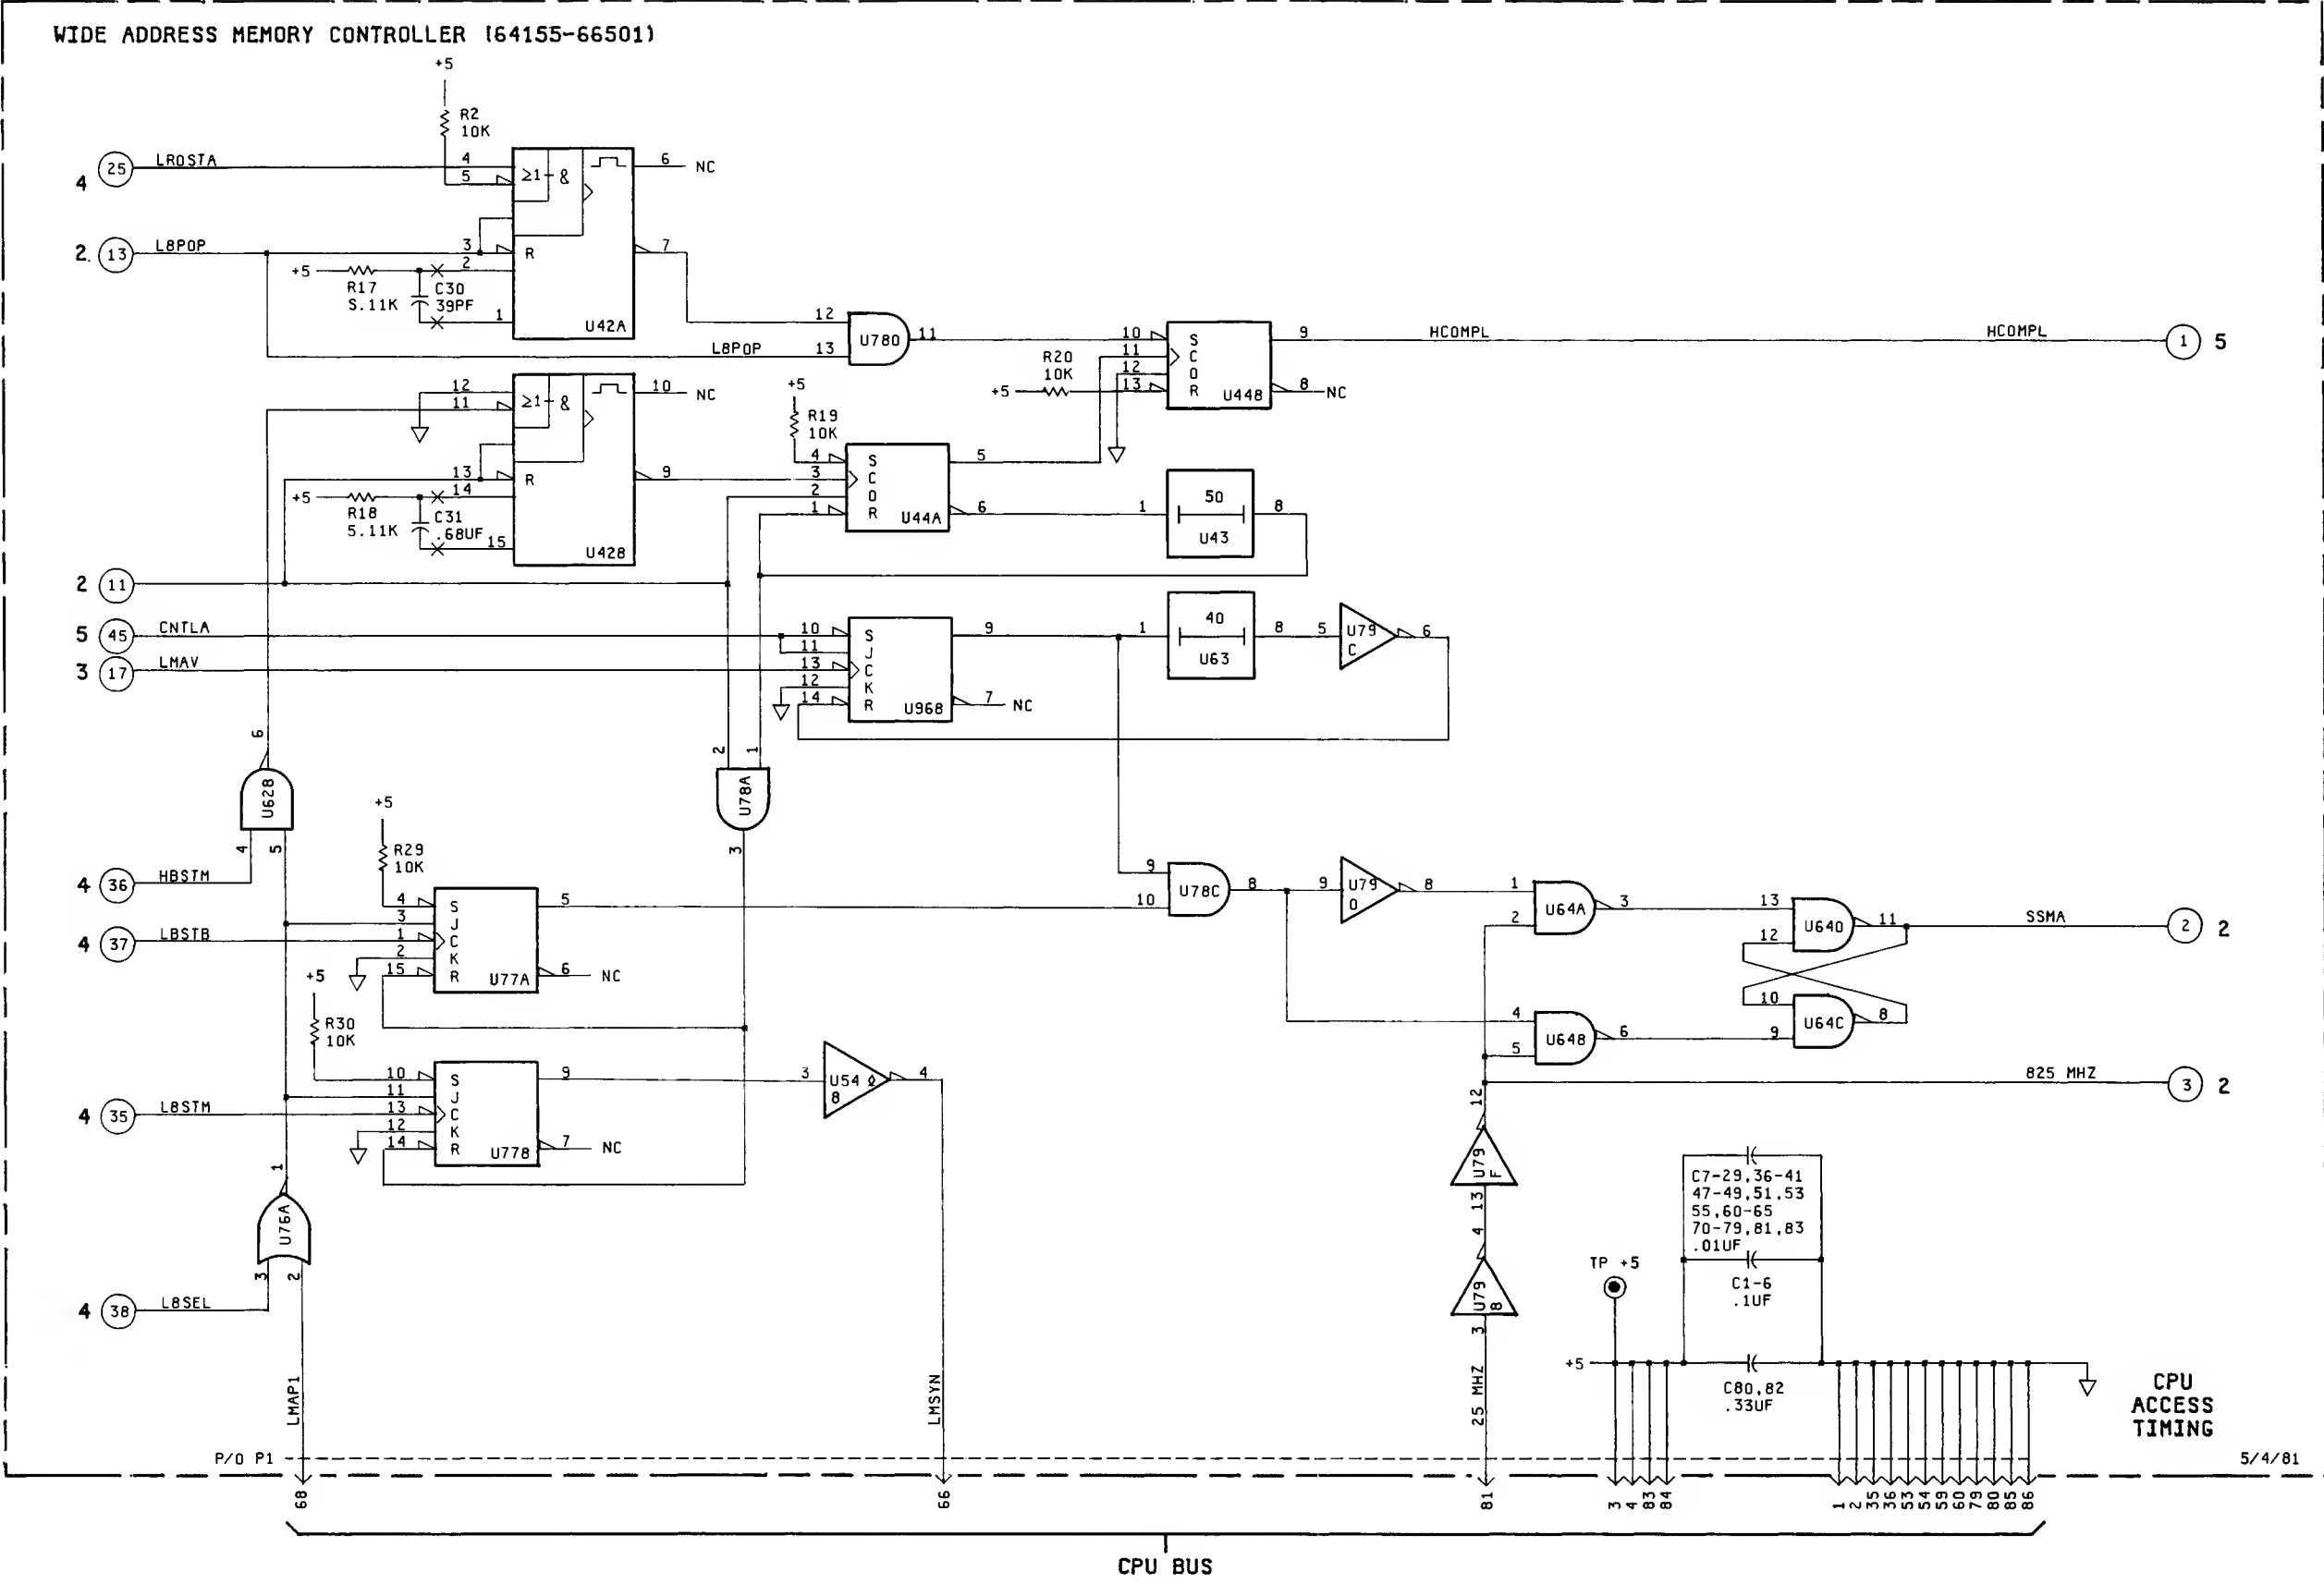 WIDE ADDRESS MEMORY CONTROLLER (64155-66501)
+5
R2
10K
4
25
LROSTA
4
5
≥1
&
6
NC
2.
13
L8POP
3
R
7
+5
2
R17
S.11K
C30
39PF
1
U42A
L8POP
12
13
U780
11
10
11
12
13
S
C
O
R
U448
R20
10K
+5
9
HCOMPL
HCOMPL
1
5
8
NC
12
11
≥1
&
10
NC
13
R
9
+5
14
R18
5.11K
C31
.68UF
15
U428
+5
R19
10K
4
3
2
1
S
C
O
R
U44A
5
6
1
50
U43
8
2
11
5
45
CNTLA
3
17
LMAV
10
11
13
12
14
S
J
C
K
R
U968
9
7
NC
1
40
U63
8
5
U79
C
6
6
U628
4
5
2
1
U78A
3
+5
R29
10K
4
36
HBSTM
4
37
LBSTB
4
3
1
2
15
S
J
C
K
R
U77A
5
6
NC
9
10
U78C
8
9
U79
0
8
1
2
U64A
3
13
12
U640
11
SSMA
2
2
4
5
U648
6
10
9
U64C
8
825 MHZ
3
2
+5
R30
10K
4
35
L8STM
10
11
13
12
14
S
J
C
K
R
U778
9
7
NC
3
U54
8
4
12
U79
F
13
4
U79
8
3
25 MHZ
1
U76A
3
2
4
38
L8SEL
LMAP1
LMSYN
C7-29,36-41
47-49,51,53
55,60-65
70-79,81,83
.01UF
C1-6
.1UF
TP +5
+5
C80,82
.33UF
CPU
ACCESS
TIMING
P/O P1
5/4/81
68
66
81
3
4
83
84
1
2
35
36
53
54
59
60
79
80
85
86
CPU BUS